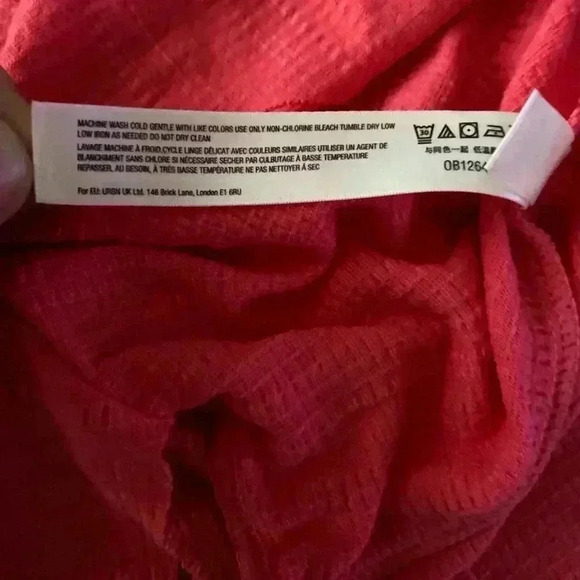 MACHINE WASH COLD GENTLE WITH LIKE COLORS USE ONLY NON-CHLORINE BLEACH TUMBLE DRY LOW
LOW IRON AS NEEDED DO NOT DRY CLEAN
LAVAGE MACHINE À FROID,CYCLE LINGE DÉLICAT AVEC COULEURS SIMILAIRES UTILISER UN AGENT DE
BLANCHIMENT SANS CHLORE SI NÉCESSAIRE SECHER PAR CULBUTAGE À BASSE TEMPERATURE
REPASSER, AU BESOIN, À TRÉS BASSE TEMPÉRATURE NE PAS NETTOYER À SEC
For EU: URBN UK Ltd. 146 Brick Lane, London E1 6RU
30
与同色一起 低温
OB1264